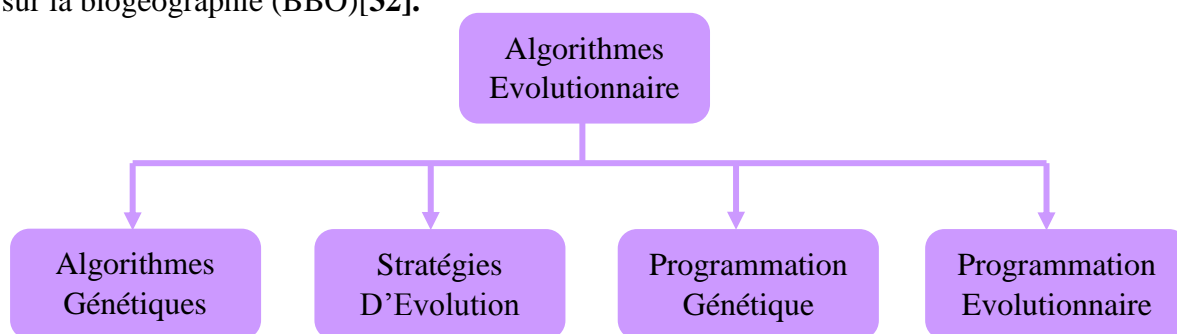 sur la biogéographie (BBO)[32].
Algorithmes
Evolutionnaire
Algorithmes
Génétiques
Stratégies
D’Evolution
Programmation
Génétique
Programmation
Evolutionnaire